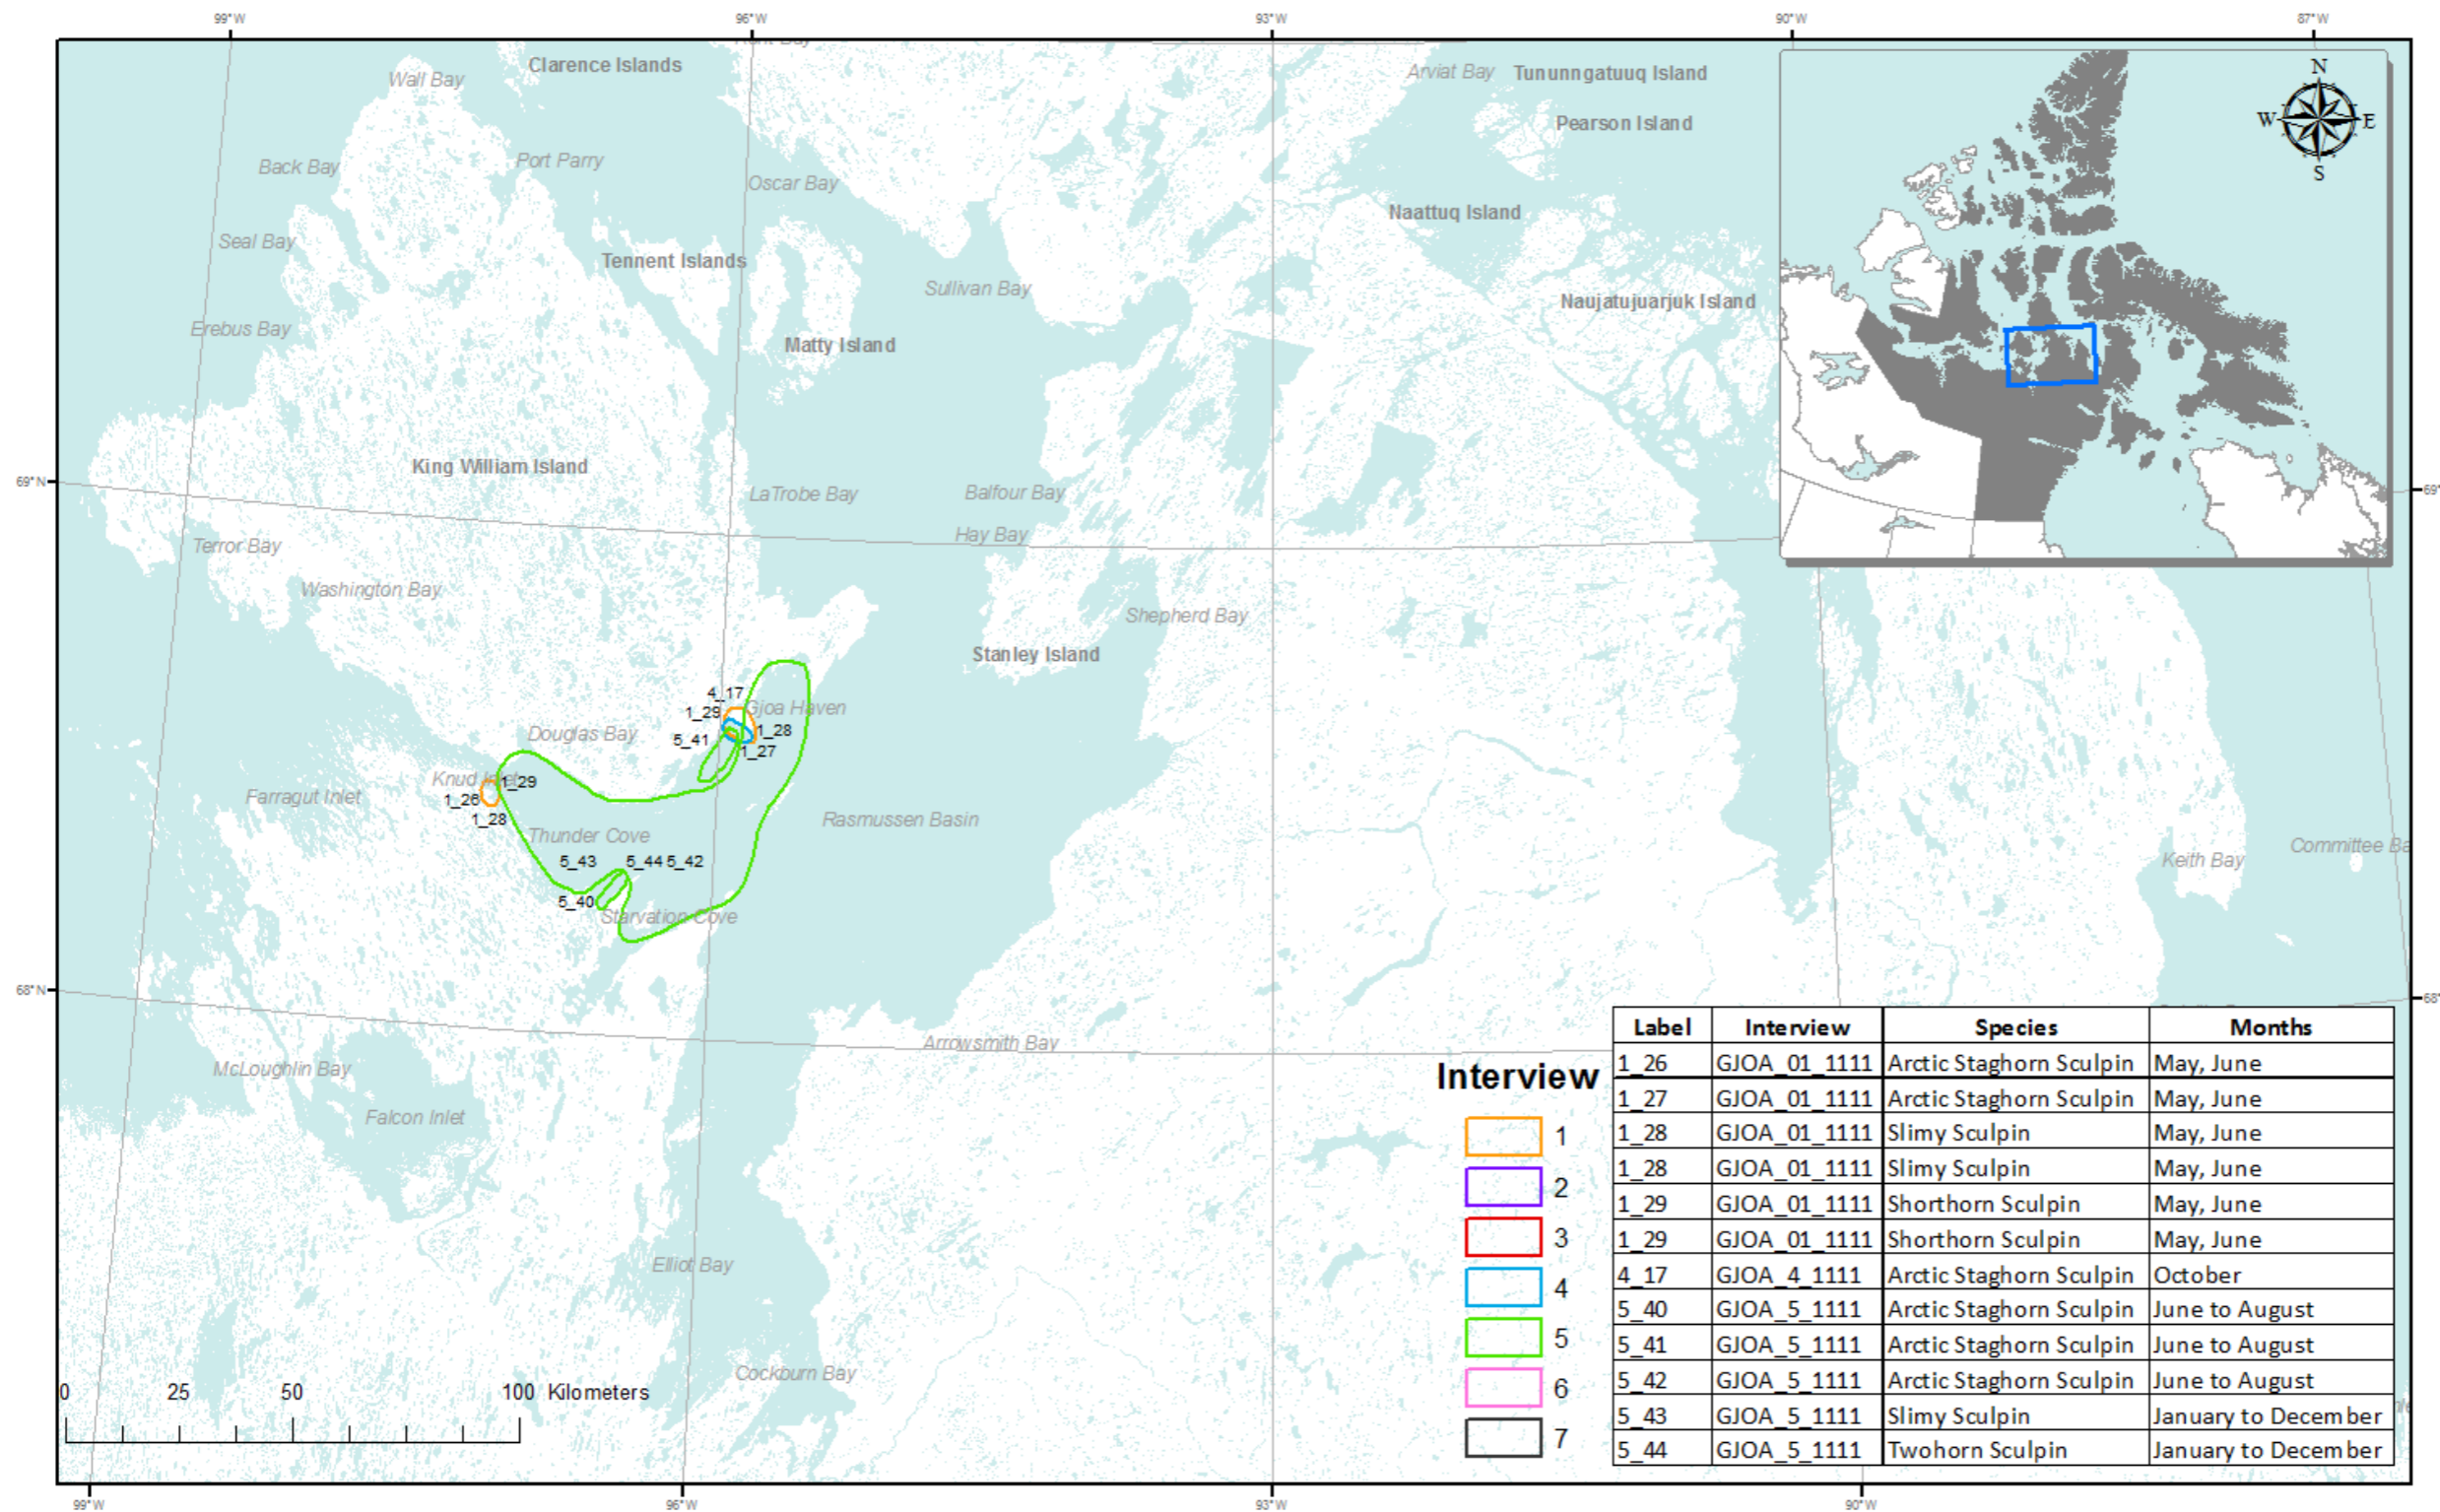 99°W 96°W 93°W 90°W 87°W
Clarence Islands
Wall Bay
Arviat Bay
Tununngatuuq Island
Pearson Island
Back Bay
Port Parry
Oscar Bay
Naattuq Island
Seal Bay
Tennent Islands
Sullivan Bay
Naujatujuarjuk Island
Erebus Bay
Matty Island
N
W E
S
King William Island
69°N
LaTrobe Bay
Balfour Bay
Hay Bay
Terror Bay
Washington Bay
Shepherd Bay
Stanley Island
4_17
1_29
Gjoa Haven
1_28
5_41
1_27
Douglas Bay
Knud Inlet
1_29
1_26
1_28
Farragut Inlet
Thunder Cove
Rasmussen Basin
5_43 5_44 5_42
5_40
Starvation Cove
Keith Bay
Committee Ba
68°N
Arrowsmith Bay
McLoughlin Bay
Falcon Inlet
Elliot Bay
Cockburn Bay
0 25 50 100 Kilometers
Interview
1
2
3
4
5
6
7
Label Interview Species Months
1_26 GJOA_01_1111 Arctic Staghorn Sculpin May, June
1_27 GJOA_01_1111 Arctic Staghorn Sculpin May, June
1_28 GJOA_01_1111 Slimy Sculpin May, June
1_28 GJOA_01_1111 Slimy Sculpin May, June
1_29 GJOA_01_1111 Shorthorn Sculpin May, June
1_29 GJOA_01_1111 Shorthorn Sculpin May, June
4_17 GJOA_4_1111 Arctic Staghorn Sculpin October
5_40 GJOA_5_1111 Arctic Staghorn Sculpin June to August
5_41 GJOA_5_1111 Arctic Staghorn Sculpin June to August
5_42 GJOA_5_1111 Arctic Staghorn Sculpin June to August
5_43 GJOA_5_1111 Slimy Sculpin January to December
5_44 GJOA_5_1111 Twohorn Sculpin January to December
99°W 96°W 93°W 90°W